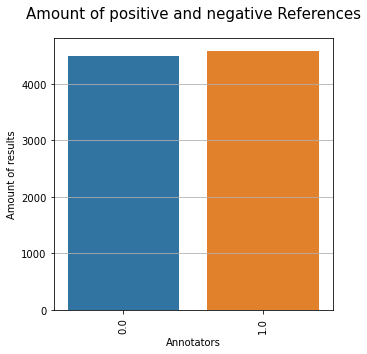 Amount of positive and negative References
Amount of results
4000
3000
2000
1000
0
0.0
1.0
Annotators